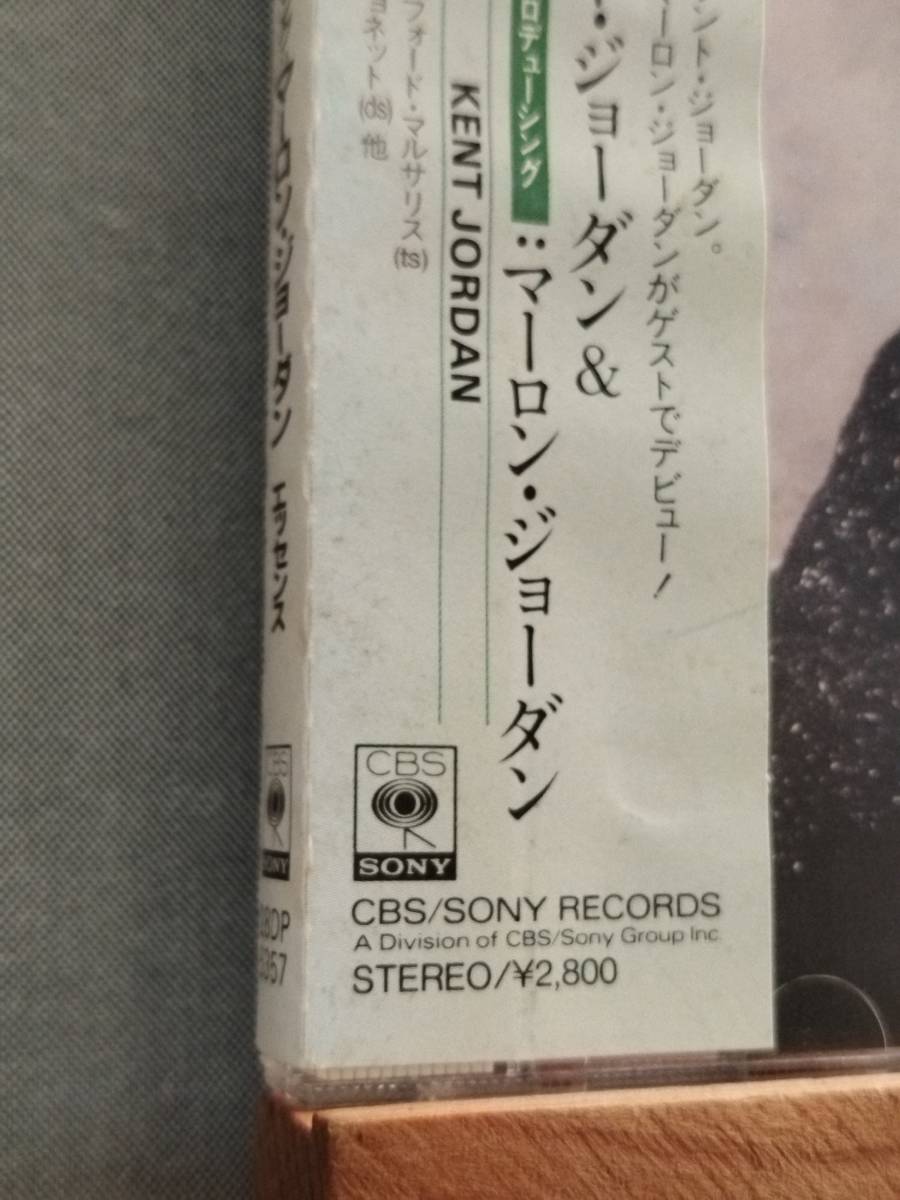 ント・ジョーダン。
ーロン・ジョーダンがゲストでデビュー！
・ジョーダン&
ロデューシング:マーロン・ジョーダン
KENT JORDAN
フォード・マルサリス(ts)
ョネット(ds) 他
マーロン・ジョーダン エッセンス
CBS
SONY
CBS
SONY
CBS/SONY RECORDS
A Division of CBS/Sony Group Inc.
STEREO/¥2,800
8DP
357